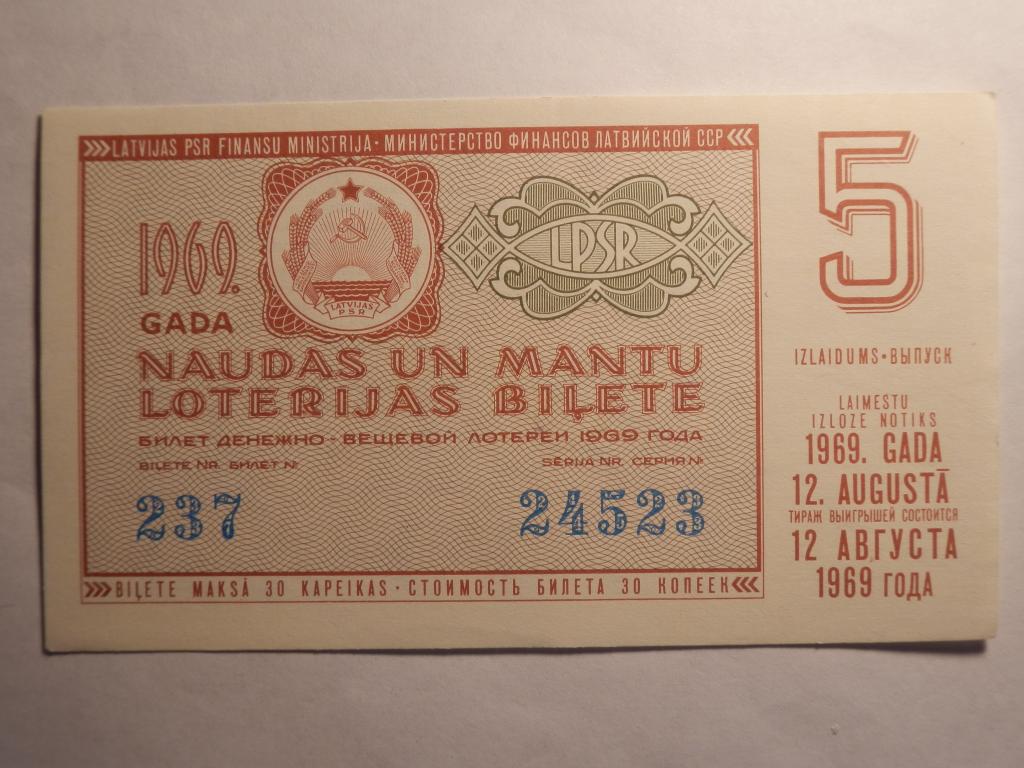 LATVIJAS PSR FINANSU MINISTRIJA · МИНИСТЕРСТВО ФИНАНСОВ ЛАТВИЙСКОЙ ССР
1969.
GADA
LATVIJAS
PSR
LPSR
NAUDAS UN MANTU
LOTERIJAS BIĻETE
БИЛЕТ ДЕНЕЖНО-ВЕЩЕВОЙ ЛОТЕРЕИ 1969 ГОДА
BIĻETE NR. БИЛЕТ № SĒRIJA NR. СЕРИЯ №
237 24523
BIĻETE MAKSĀ 30 KAPEIKAS · СТОИМОСТЬ БИЛЕТА 30 КОПЕЕК
5
IZLAIDUMS · ВЫПУСК
LAIMESTU
IZLOZE NOTIKS
1969. GADA
12. AUGUSTĀ
ТИРАЖ ВЫИГРЫШЕЙ СОСТОИТСЯ
12 АВГУСТА
1969 ГОДА